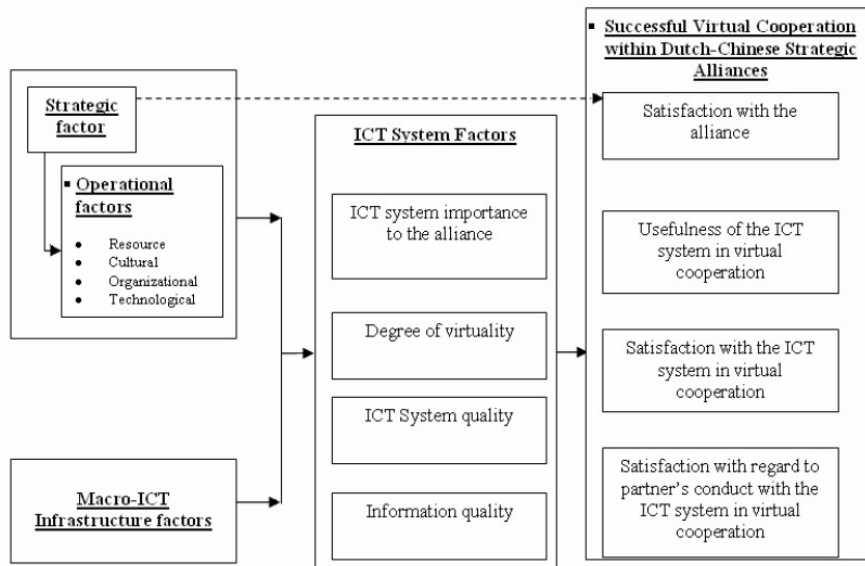 Strategic
factor
▪ Operational
factors
• Resource
• Cultural
• Organizational
• Technological
Macro-ICT
Infrastructure factors
ICT System Factors
ICT system importance
to the alliance
Degree of virtuality
ICT System quality
Information quality
▪ Successful Virtual Cooperation
within Dutch-Chinese Strategic
Alliances
Satisfaction with the
alliance
Usefulness of the ICT
system in virtual
cooperation
Satisfaction with the ICT
system in virtual
cooperation
Satisfaction with regard to
partner's conduct with the
ICT system in virtual
cooperation